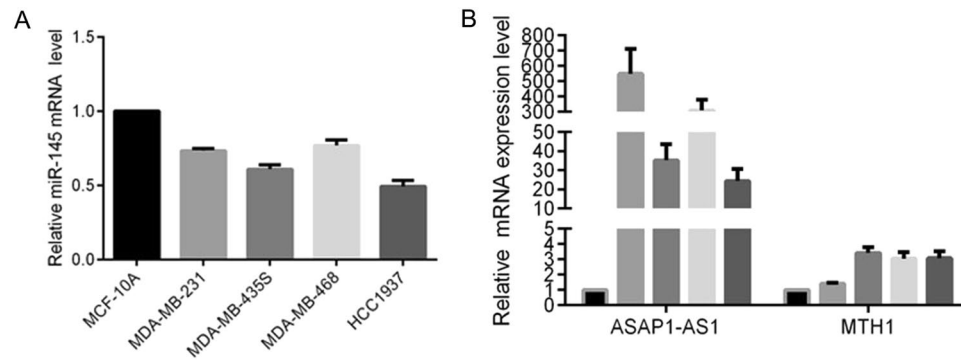 A
Relative miR-145 mRNA level
1.5
1.0
0.5
0.0
MCF-10A
MDA-MB-231
MDA-MB-435S
MDA-MB-468
HCC1937
B
Relative mRNA expression level
800
700
600
500
400
300
50
40
30
20
10
5
4
3
2
1
0
ASAP1-AS1
MTH1